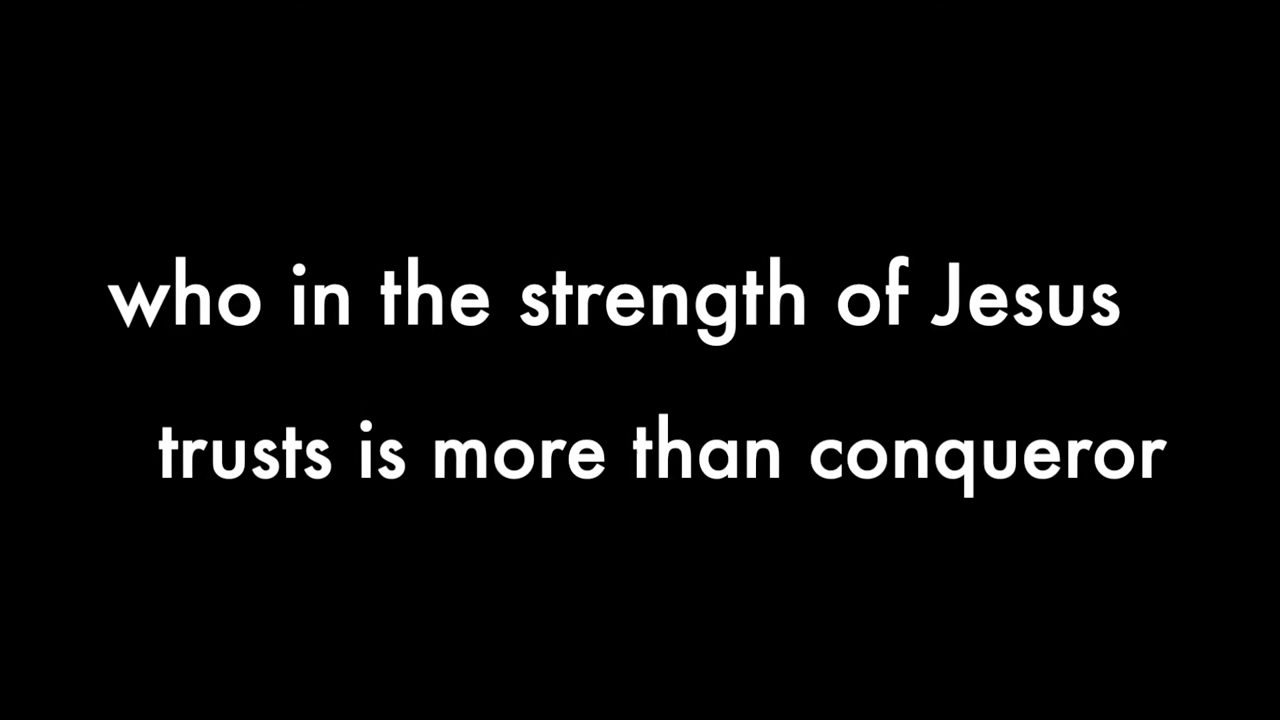 who in the strength of Jesus
trusts is more than conqueror